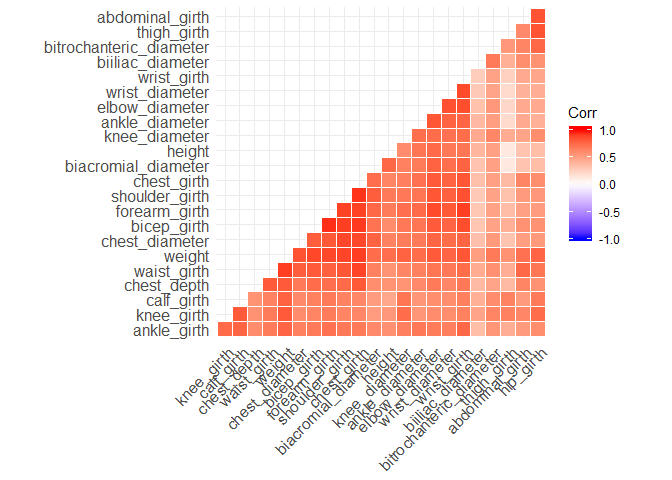 abdominal_girth
thigh_girth
bitrochanteric_diameter
biiliac_diameter
wrist_girth
wrist_diameter
elbow_diameter
ankle_diameter
knee_diameter
height
biacromial_diameter
chest_girth
shoulder_girth
forearm_girth
bicep_girth
chest_diameter
weight
waist_girth
chest_depth
calf_girth
knee_girth
ankle_girth
knee_girth
calf_girth
chest_depth
waist_girth
weight
chest_diameter
bicep_girth
forearm_girth
shoulder_girth
chest_girth
biacromial_diameter
height
knee_diameter
ankle_diameter
elbow_diameter
wrist_diameter
wrist_girth
biiliac_diameter
bitrochanteric_diameter
thigh_girth
abdominal_girth
hip_girth
Corr
1.0
0.5
0.0
-0.5
-1.0